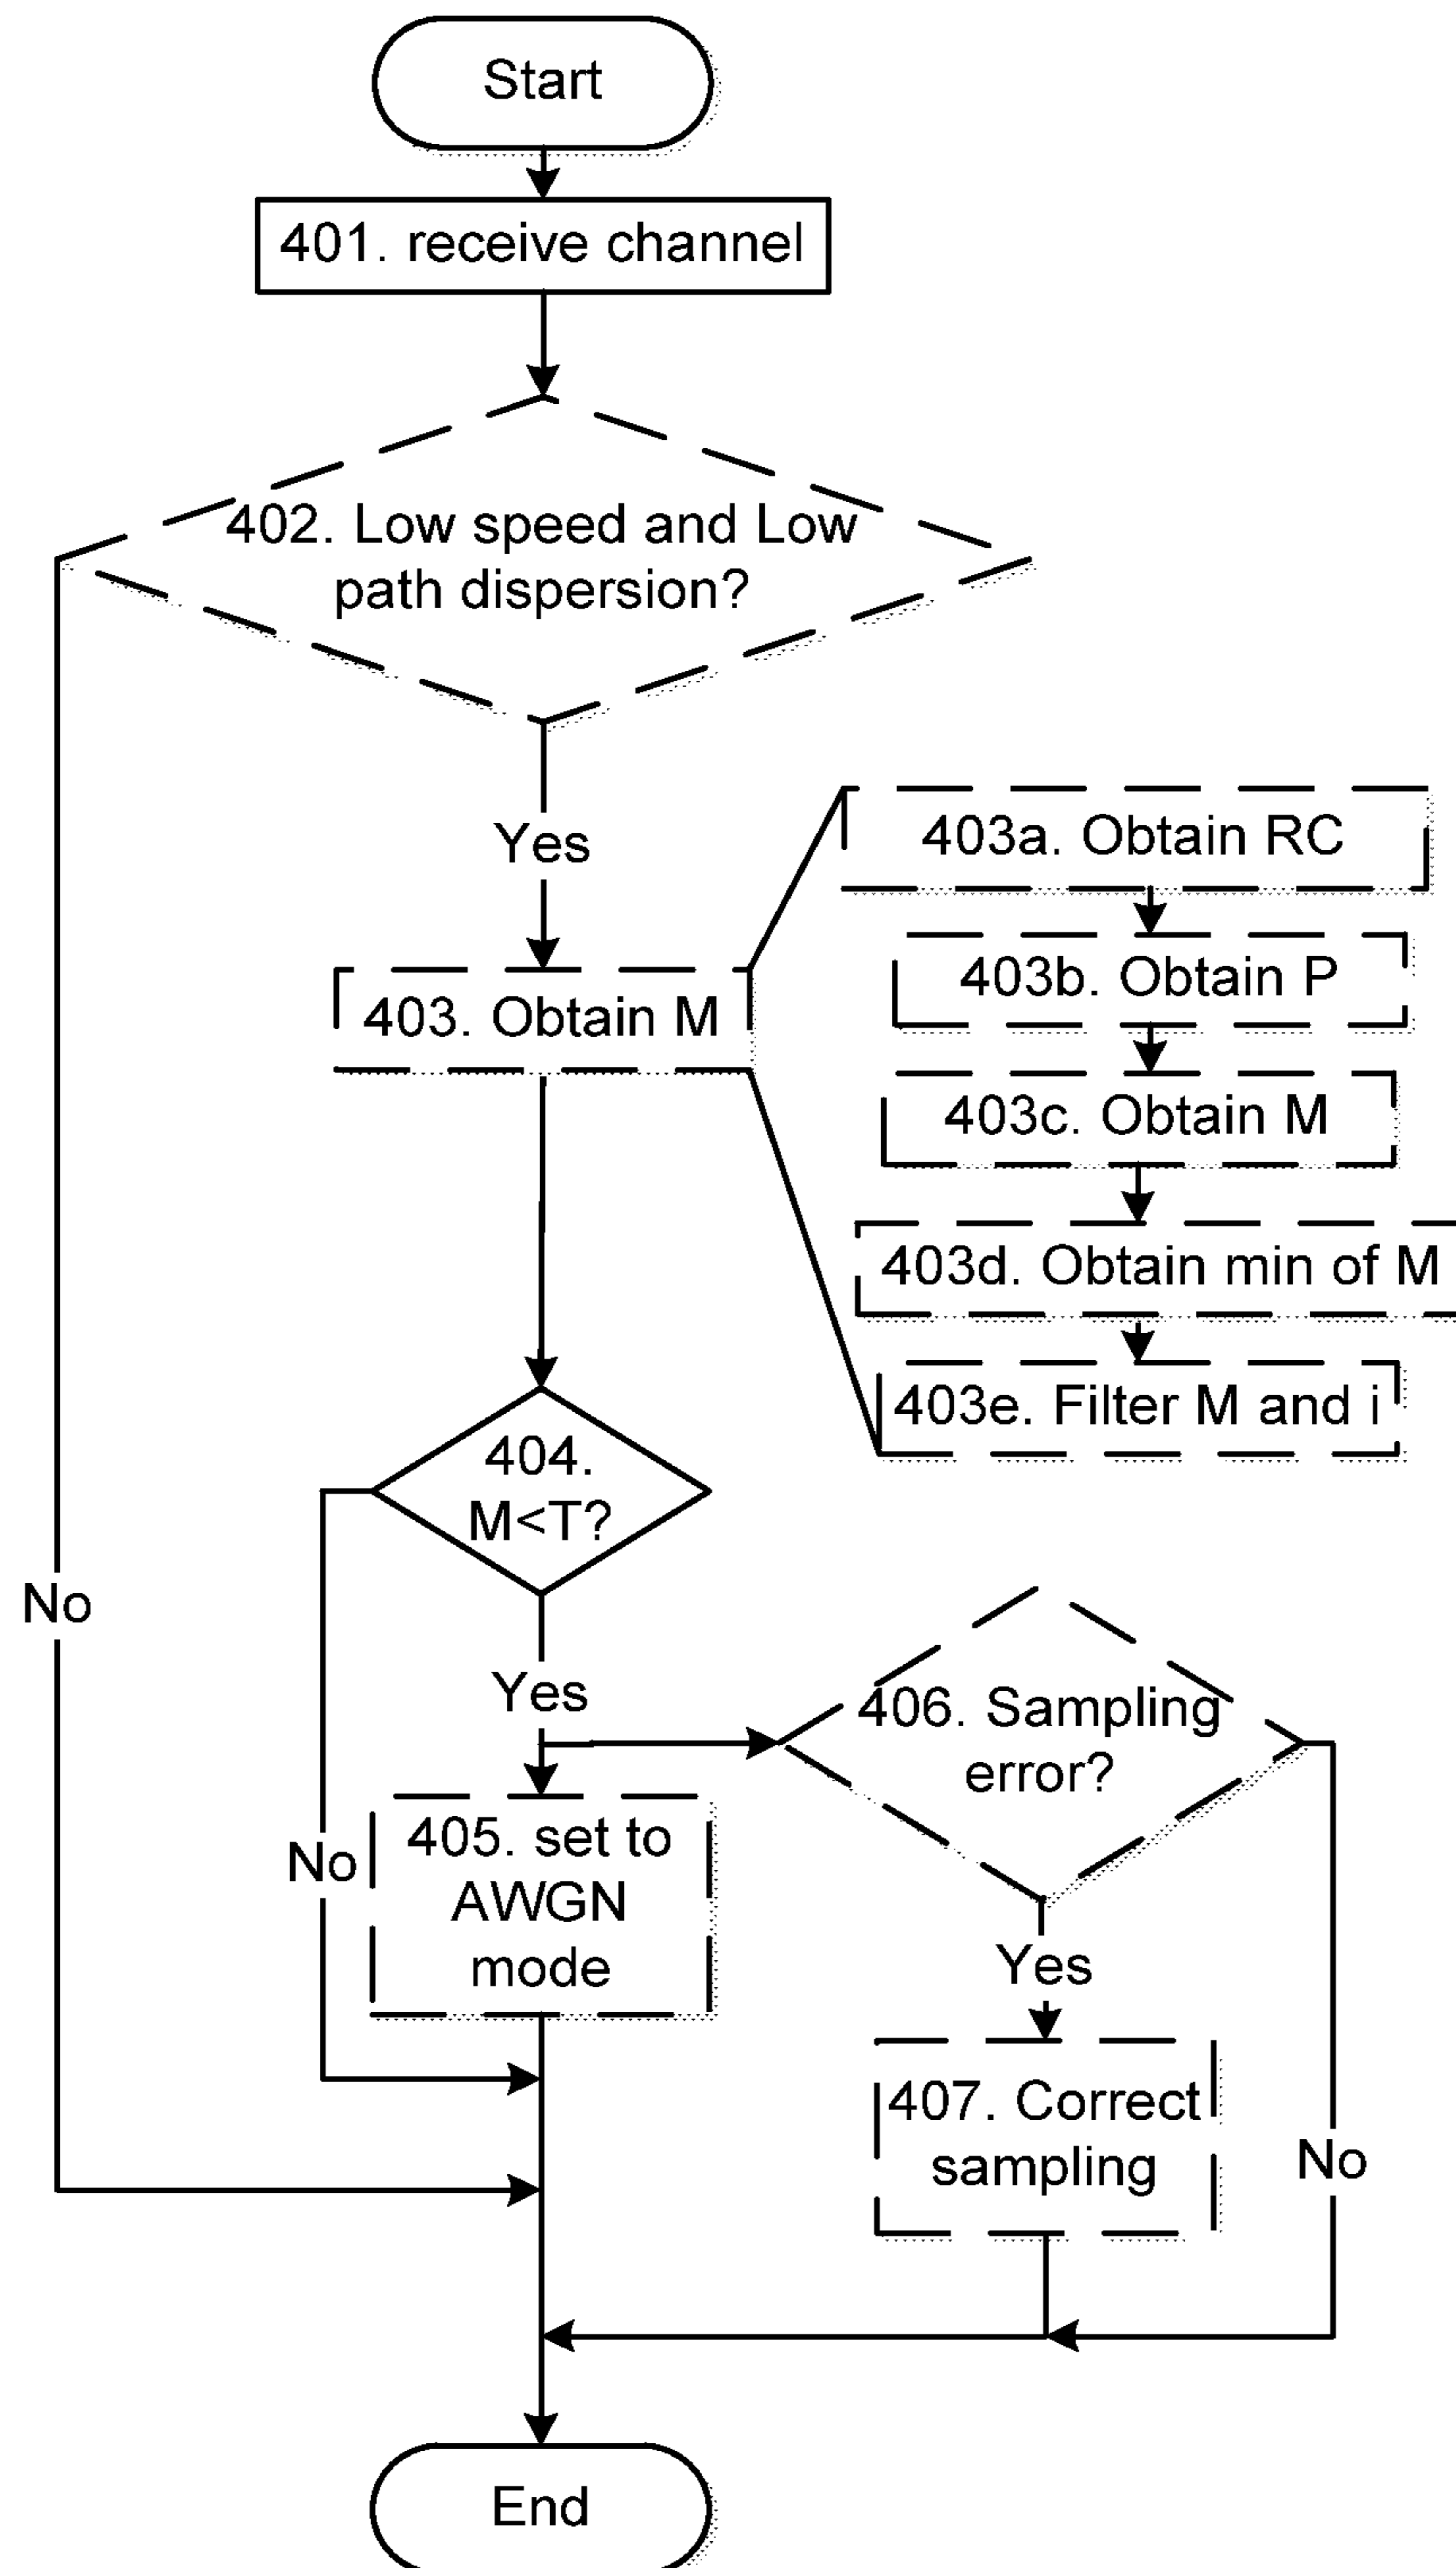 Start
401. receive channel
402. Low speed and Low
path dispersion?
Yes
403a. Obtain RC
403b. Obtain P
403. Obtain M
403c. Obtain M
403d. Obtain min of M
403e. Filter M and i
404.
M<T?
No
Yes
406. Sampling
error?
405. set to
AWGN
mode
No
Yes
407. Correct
sampling
No
End